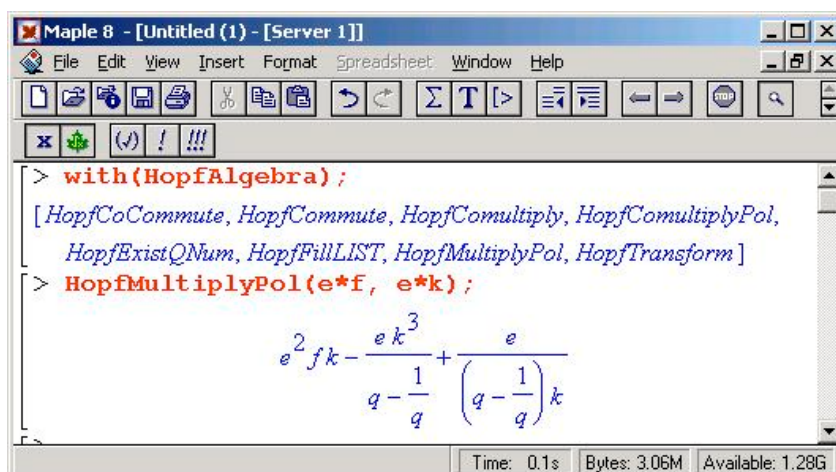 Maple 8 - [Untitled (1) - [Server 1]]
File Edit View Insert Format Spreadsheet Window Help
Σ T [> STOP
x (√) ! !!!
> with(HopfAlgebra);
[HopfCoCommute, HopfCommute, HopfComultiply, HopfComultiplyPol,
HopfExistQNum, HopfFillLIST, HopfMultiplyPol, HopfTransform]
> HopfMultiplyPol(e*f, e*k);
e^2 f k - (e k^3)/(q - 1/q) + e/((q - 1/q) k)
Time: 0.1s Bytes: 3.06M Available: 1.28G